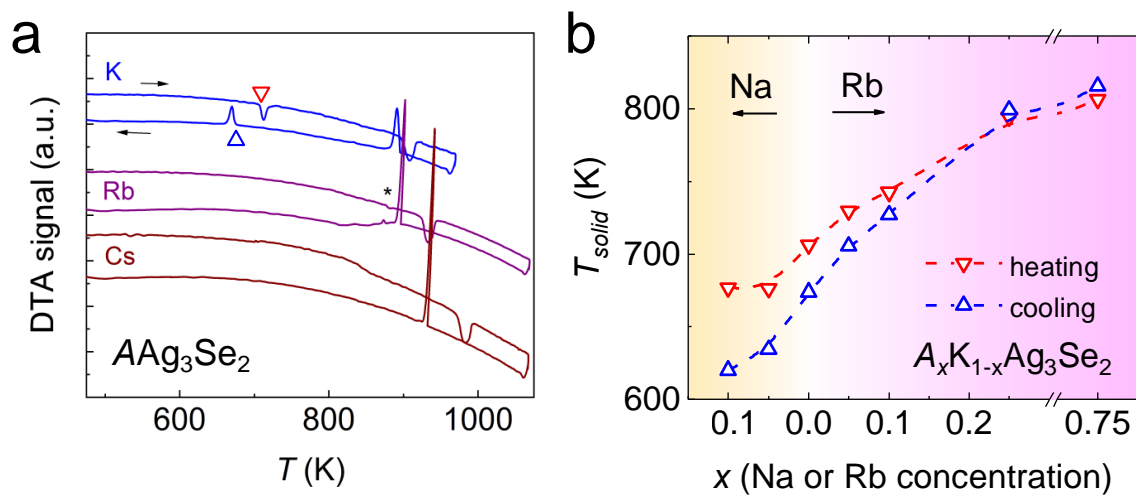 a
DTA signal (a.u.)
K
Rb
*
Cs
AAg₃Se₂
600 800 1000
T (K)
b
T_solid (K)
800
700
600
Na Rb
heating
cooling
AₓK₁₋ₓAg₃Se₂
0.1 0.0 0.1 0.2 0.75
x (Na or Rb concentration)